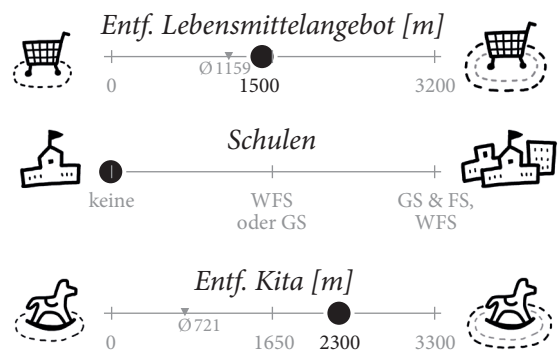 Entf. Lebensmittelangebot [m]
Ø 1159
0 1500 3200
Schulen
keine WFS GS & FS,
oder GS WFS
Entf. Kita [m]
Ø 721
0 1650 2300 3300